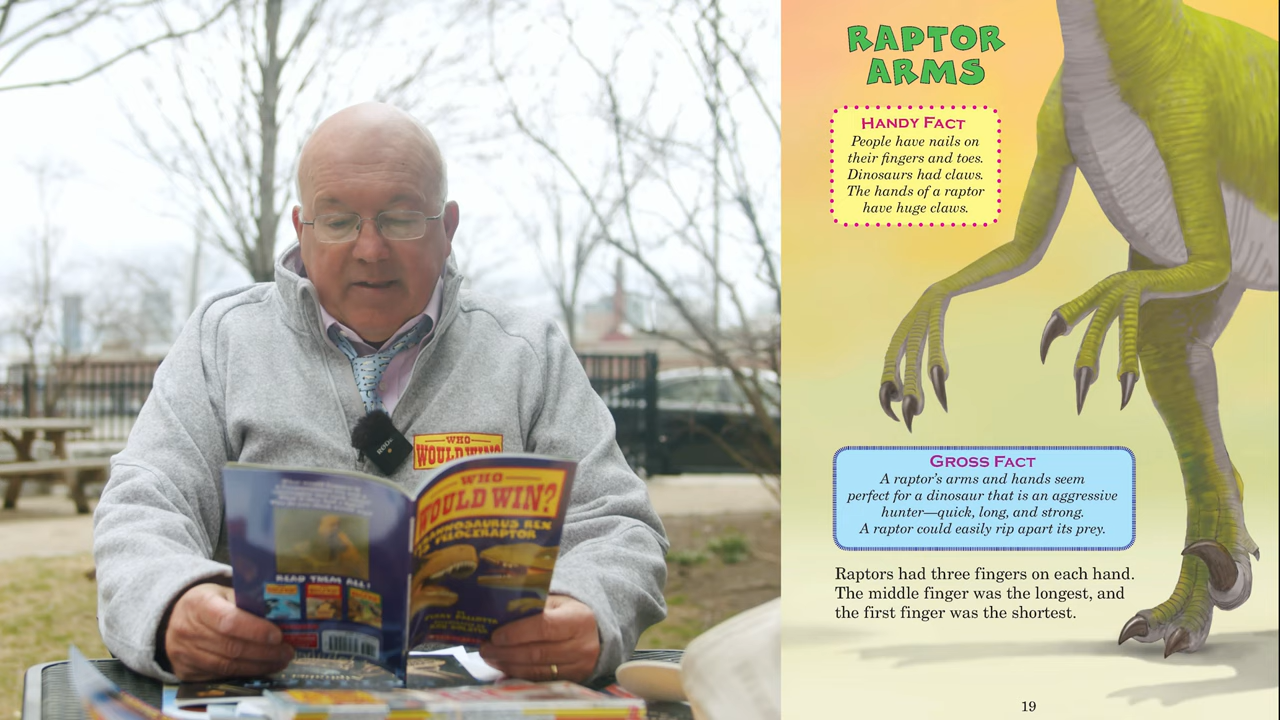 WHO
WOULD WIN?
WHO
WOULD WIN?
TYRANNOSAURUS REX
VS. VELOCIRAPTOR
READ THEM ALL!
RAPTOR
ARMS
HANDY FACT
People have nails on
their fingers and toes.
Dinosaurs had claws.
The hands of a raptor
have huge claws.
GROSS FACT
A raptor's arms and hands seem
perfect for a dinosaur that is an aggressive
hunter—quick, long, and strong.
A raptor could easily rip apart its prey.
Raptors had three fingers on each hand.
The middle finger was the longest, and
the first finger was the shortest.
19